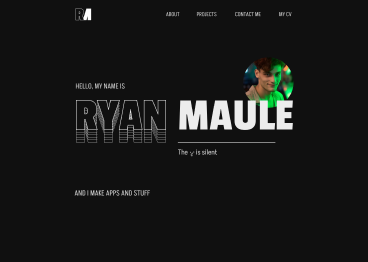 RA
ABOUT
PROJECTS
CONTACT ME
MY CV
HELLO, MY NAME IS
RYAN MAULE
The y is silent
AND I MAKE APPS AND STUFF